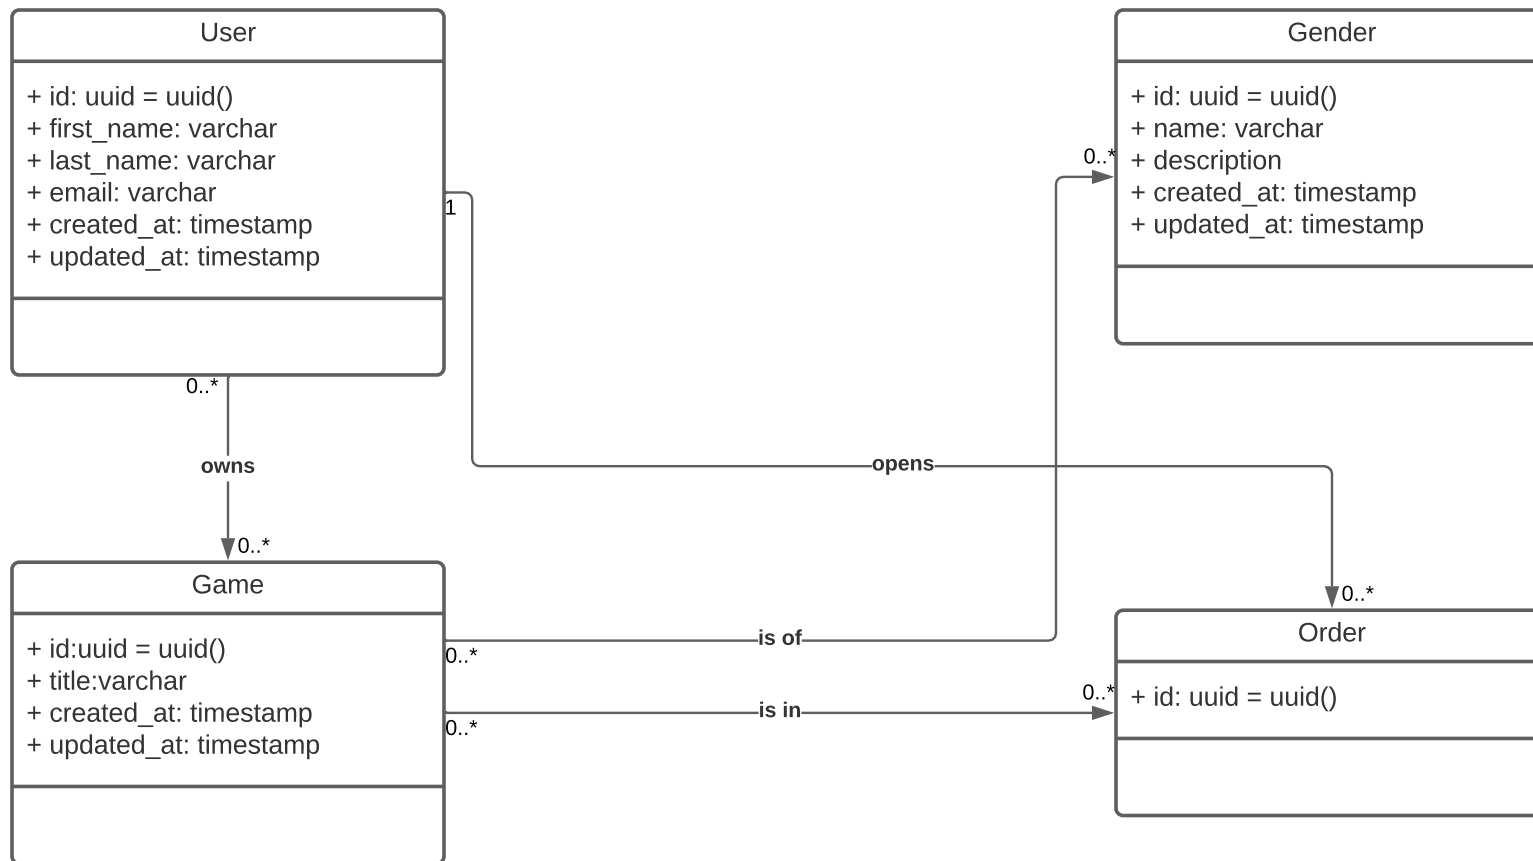 User
+ id: uuid = uuid()
+ first_name: varchar
+ last_name: varchar
+ email: varchar
+ created_at: timestamp
+ updated_at: timestamp
Gender
+ id: uuid = uuid()
+ name: varchar
+ description
+ created_at: timestamp
+ updated_at: timestamp
0..*
1
0..*
owns
0..*
opens
0..*
Game
+ id:uuid = uuid()
+ title:varchar
+ created_at: timestamp
+ updated_at: timestamp
is of
0..*
is in
0..*
0..*
Order
+ id: uuid = uuid()